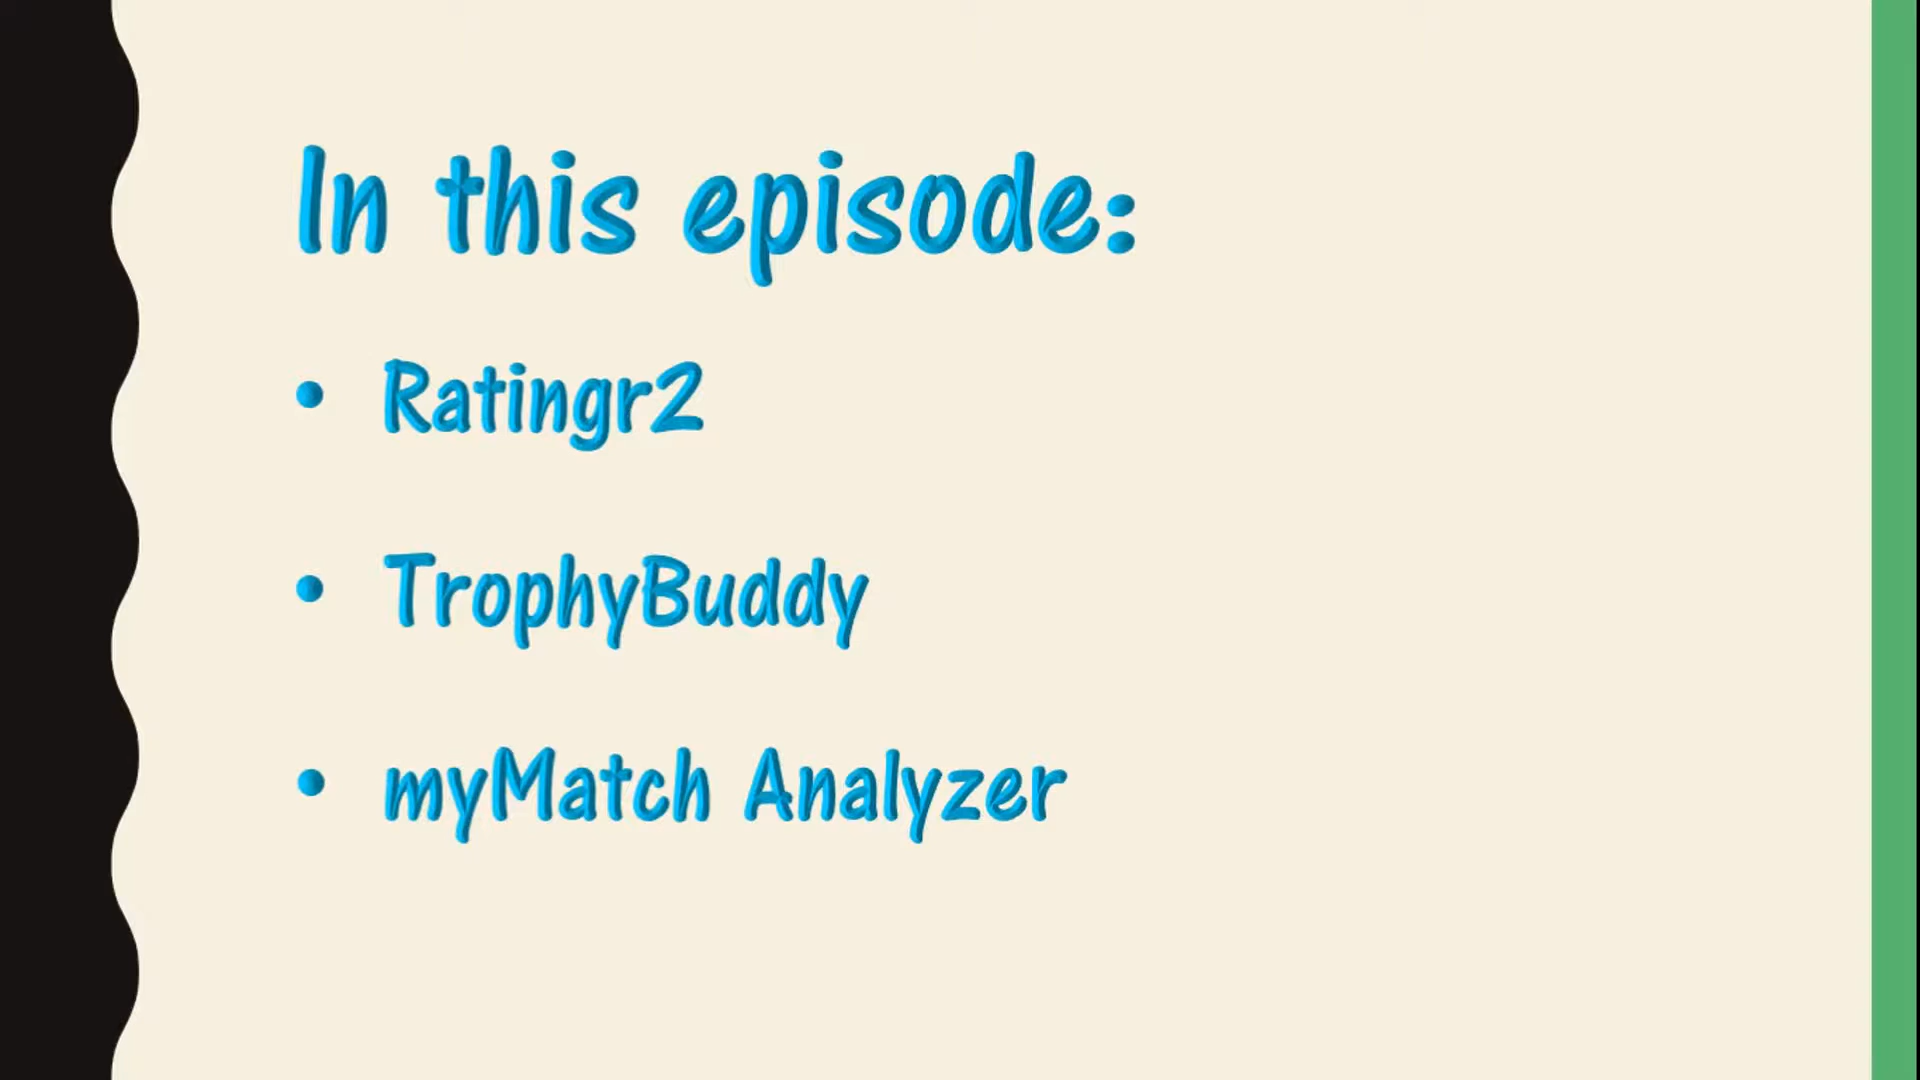 In this episode:
• Ratingr2
• TrophyBuddy
• myMatch Analyzer